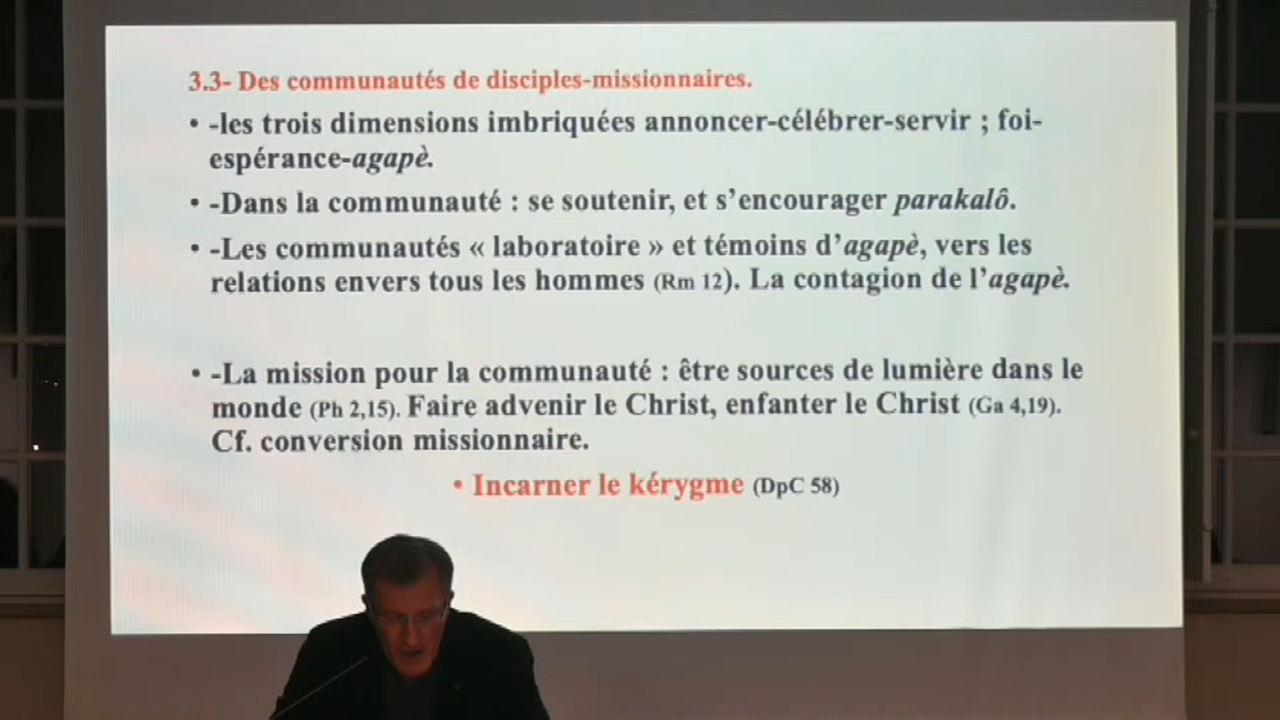 3.3- Des communautés de disciples-missionnaires.
• -les trois dimensions imbriquées annoncer-célébrer-servir ; foi-
espérance-agapè.
• -Dans la communauté : se soutenir, et s’encourager parakalô.
• -Les communautés « laboratoire » et témoins d’agapè, vers les
relations envers tous les hommes (Rm 12). La contagion de l’agapè.
• -La mission pour la communauté : être sources de lumière dans le
monde (Ph 2,15). Faire advenir le Christ, enfanter le Christ (Ga 4,19).
Cf. conversion missionnaire.
• Incarner le kérygme (DpC 58)